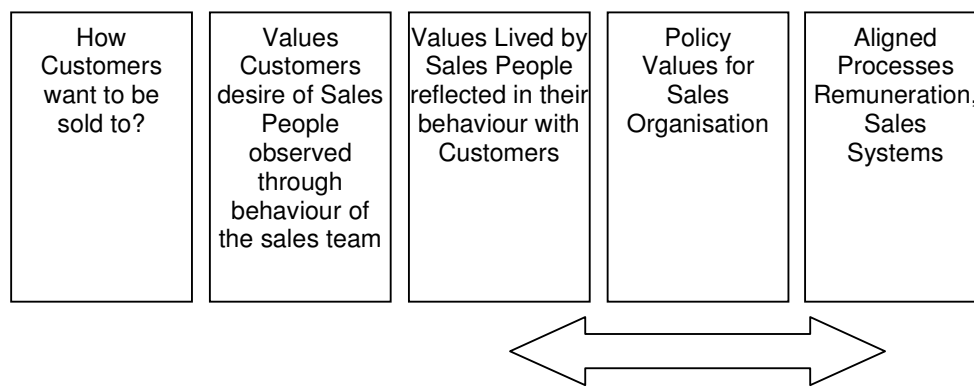 How
Customers
want to be
sold to?
Values
Customers
desire of Sales
People
observed
through
behaviour of
the sales team
Values Lived by
Sales People
reflected in their
behaviour with
Customers
Policy
Values for
Sales
Organisation
Aligned
Processes
Remuneration,
Sales
Systems